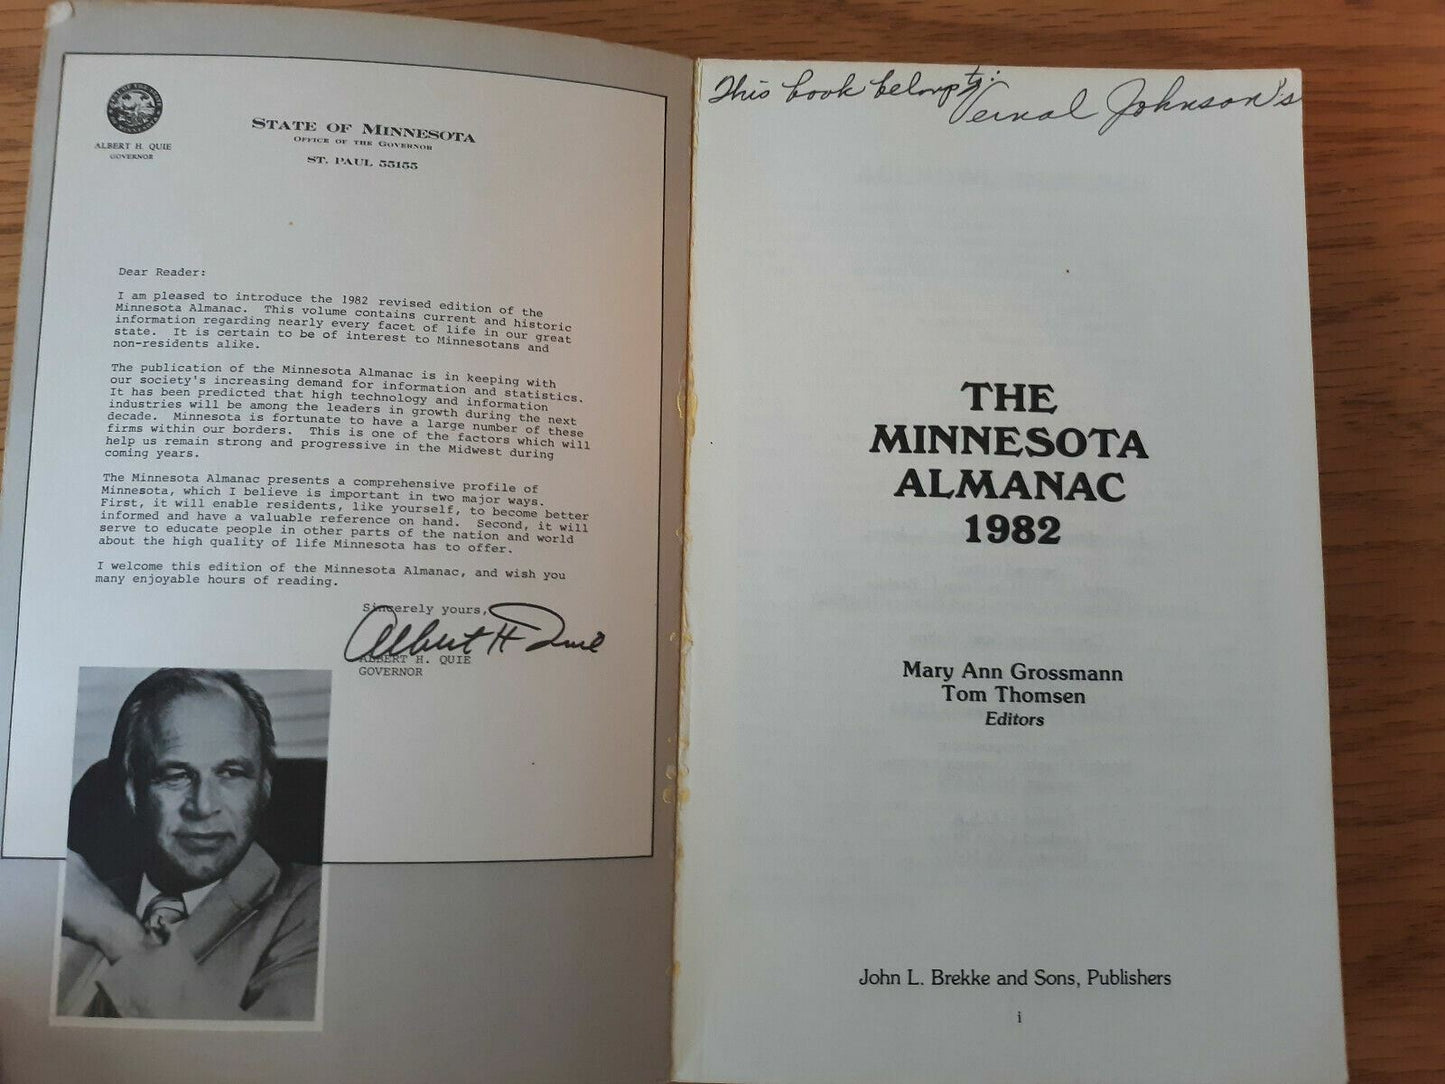 ALBERT H. QUIE
GOVERNOR
STATE OF MINNESOTA
OFFICE OF THE GOVERNOR
ST. PAUL 55155
Dear Reader:
I am pleased to introduce the 1982 revised edition of the
Minnesota Almanac. This volume contains current and historic
information regarding nearly every facet of life in our great
state. It is certain to be of interest to Minnesotans and
non-residents alike.
The publication of the Minnesota Almanac is in keeping with
our society's increasing demand for information and statistics.
It has been predicted that high technology and information
industries will be among the leaders in growth during the next
decade. Minnesota is fortunate to have a large number of these
firms within our borders. This is one of the factors which will
help us remain strong and progressive in the Midwest during
coming years.
The Minnesota Almanac presents a comprehensive profile of
Minnesota, which I believe is important in two major ways.
First, it will enable residents, like yourself, to become better
informed and have a valuable reference on hand. Second, it will
serve to educate people in other parts of the nation and world
about the high quality of life Minnesota has to offer.
I welcome this edition of the Minnesota Almanac, and wish you
many enjoyable hours of reading.
Sincerely yours,
Albert H Quie
ALBERT H. QUIE
GOVERNOR
This book belongs to:
Vernal Johnson's
THE
MINNESOTA
ALMANAC
1982
Mary Ann Grossmann
Tom Thomsen
Editors
John L. Brekke and Sons, Publishers
i